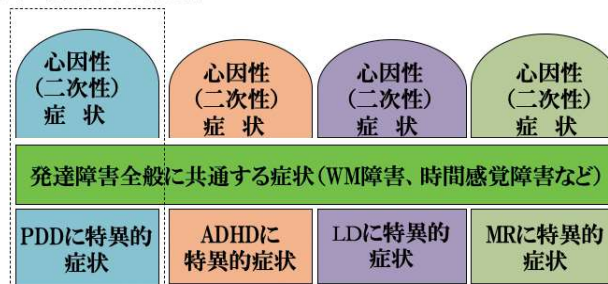 心因性
(二次性)
症 状
心因性
(二次性)
症 状
心因性
(二次性)
症 状
心因性
(二次性)
症 状
発達障害全般に共通する症状(WM障害、時間感覚障害など)
PDDに特異的
症状
ADHDに
特異的症状
LDに特異的
症状
MRに特異的
症状